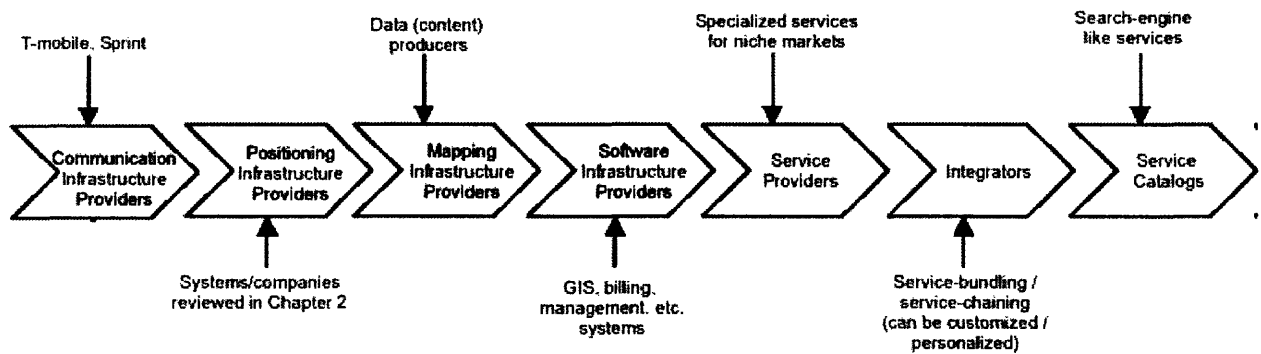 T-mobile, Sprint
Data (content)
producers
Specialized services
for niche markets
Search-engine
like services
Communication
Infrastructure
Providers
Positioning
Infrastructure
Providers
Mapping
Infrastructure
Providers
Software
Infrastructure
Providers
Service
Providers
Integrators
Service
Catalogs
Systems/companies
reviewed in Chapter 2
GIS, billing,
management, etc.
systems
Service-bundling /
service-chaining
(can be customized /
personalized)